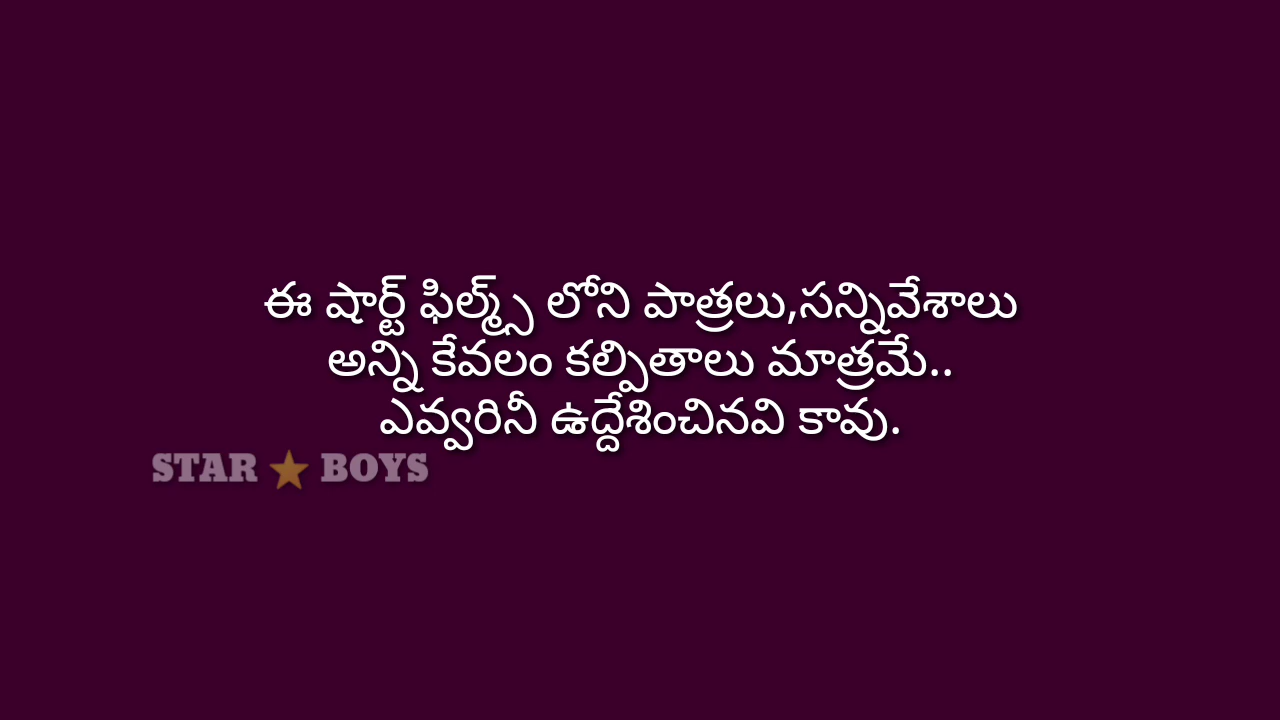 ఈ షార్ట్ ఫిల్మ్స్ లోని పాత్రలు,సన్నివేశాలు
అన్ని కేవలం కల్పితాలు మాత్రమే..
ఎవ్వరినీ ఉద్దేశించినవి కావు.
STAR ⭐ BOYS